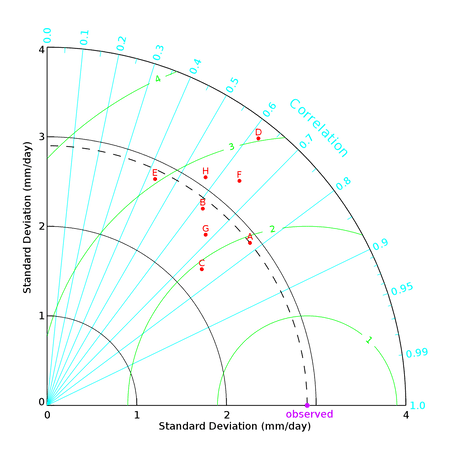 0.0 0.1 0.2 0.3 0.4 0.5 0.6 0.7 0.8 0.9 0.95 0.99 1.0
Correlation
4
3
2
1
0
Standard Deviation (mm/day)
4
3
2
1
D
H
F
E
B
G
A
C
0 1 2 4
observed
Standard Deviation (mm/day)